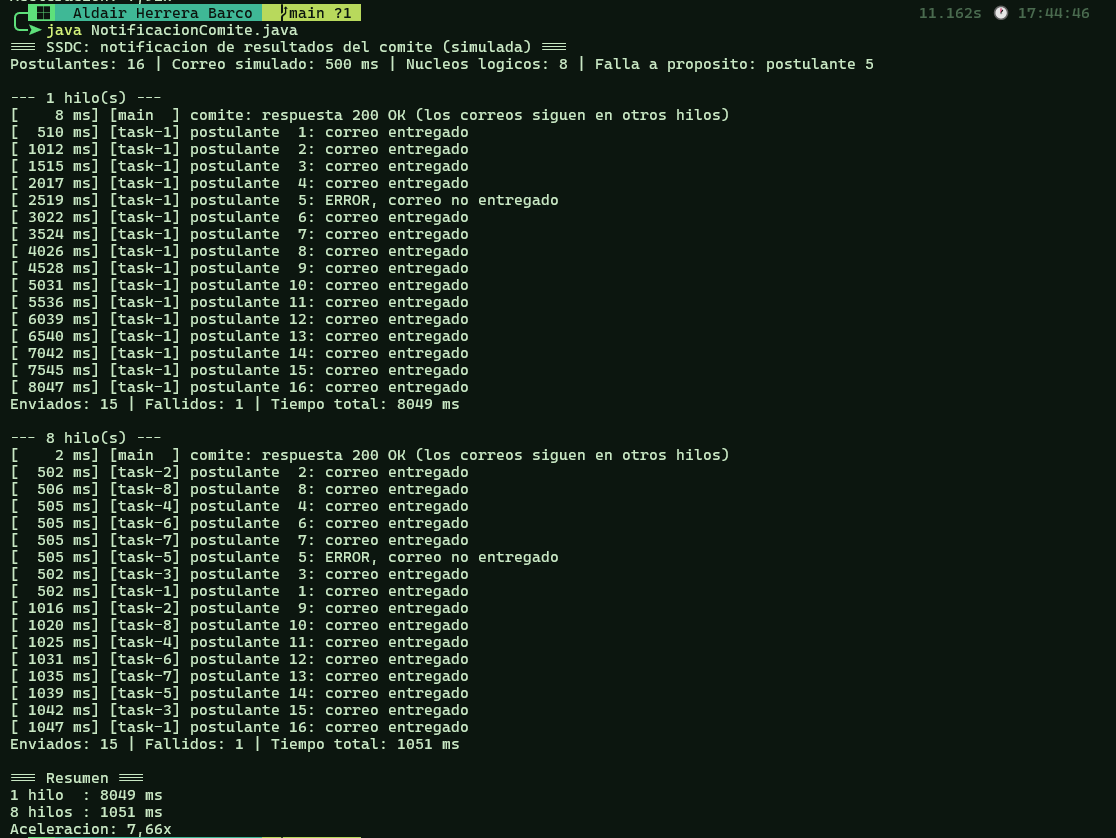 Aldair Herrera Barco main ?1 11.162s 17:44:46
java NotificacionComite.java
=== SSDC: notificacion de resultados del comite (simulada) ===
Postulantes: 16 | Correo simulado: 500 ms | Nucleos logicos: 8 | Falla a proposito: postulante 5
--- 1 hilo(s) ---
[    8 ms] [main  ] comite: respuesta 200 OK (los correos siguen en otros hilos)
[  510 ms] [task-1] postulante  1: correo entregado
[ 1012 ms] [task-1] postulante  2: correo entregado
[ 1515 ms] [task-1] postulante  3: correo entregado
[ 2017 ms] [task-1] postulante  4: correo entregado
[ 2519 ms] [task-1] postulante  5: ERROR, correo no entregado
[ 3022 ms] [task-1] postulante  6: correo entregado
[ 3524 ms] [task-1] postulante  7: correo entregado
[ 4026 ms] [task-1] postulante  8: correo entregado
[ 4528 ms] [task-1] postulante  9: correo entregado
[ 5031 ms] [task-1] postulante 10: correo entregado
[ 5536 ms] [task-1] postulante 11: correo entregado
[ 6039 ms] [task-1] postulante 12: correo entregado
[ 6540 ms] [task-1] postulante 13: correo entregado
[ 7042 ms] [task-1] postulante 14: correo entregado
[ 7545 ms] [task-1] postulante 15: correo entregado
[ 8047 ms] [task-1] postulante 16: correo entregado
Enviados: 15 | Fallidos: 1 | Tiempo total: 8049 ms
--- 8 hilo(s) ---
[    2 ms] [main  ] comite: respuesta 200 OK (los correos siguen en otros hilos)
[  502 ms] [task-2] postulante  2: correo entregado
[  506 ms] [task-8] postulante  8: correo entregado
[  505 ms] [task-4] postulante  4: correo entregado
[  505 ms] [task-6] postulante  6: correo entregado
[  505 ms] [task-7] postulante  7: correo entregado
[  505 ms] [task-5] postulante  5: ERROR, correo no entregado
[  502 ms] [task-3] postulante  3: correo entregado
[  502 ms] [task-1] postulante  1: correo entregado
[ 1016 ms] [task-2] postulante  9: correo entregado
[ 1020 ms] [task-8] postulante 10: correo entregado
[ 1025 ms] [task-4] postulante 11: correo entregado
[ 1031 ms] [task-6] postulante 12: correo entregado
[ 1035 ms] [task-7] postulante 13: correo entregado
[ 1039 ms] [task-5] postulante 14: correo entregado
[ 1042 ms] [task-3] postulante 15: correo entregado
[ 1047 ms] [task-1] postulante 16: correo entregado
Enviados: 15 | Fallidos: 1 | Tiempo total: 1051 ms
=== Resumen ===
1 hilo  : 8049 ms
8 hilos : 1051 ms
Aceleracion: 7,66x